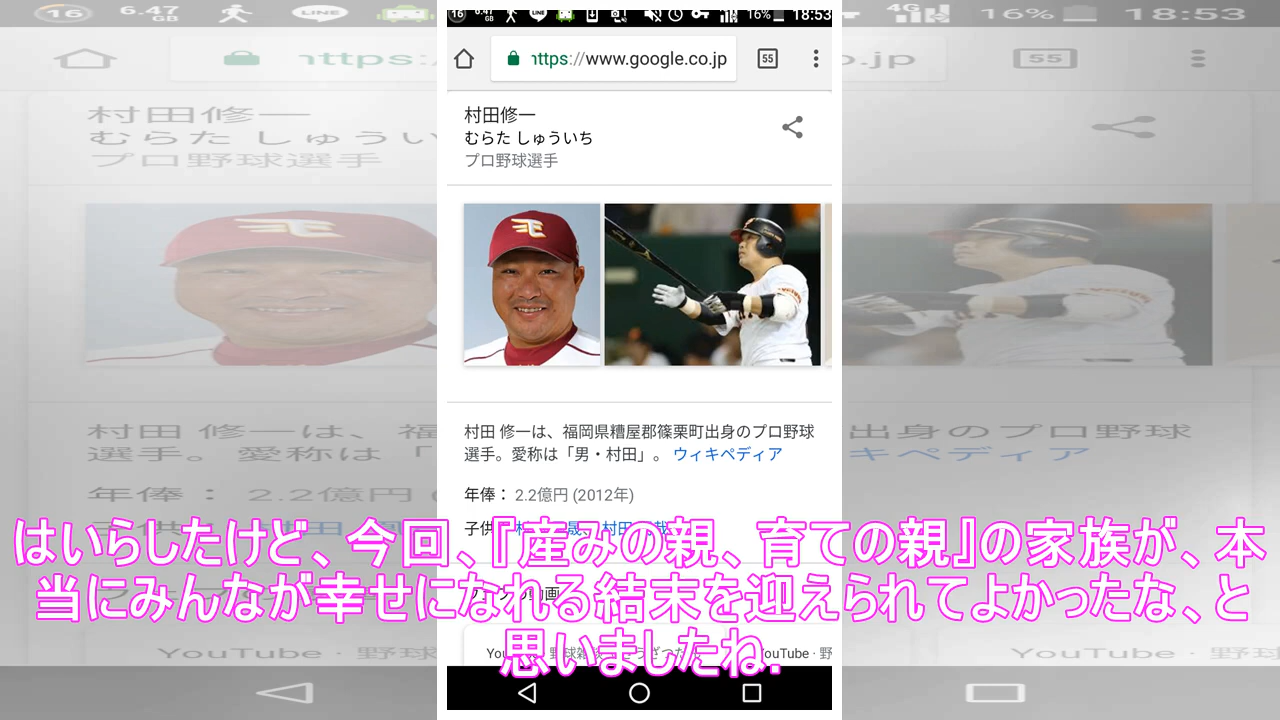 16 6.47 GB LINE 16% 18:53
https://www.google.co.jp 55
村田修一
むらた しゅういち
プロ野球選手
村田 修一は、福岡県糟屋郡篠栗町出身のプロ野球
選手。愛称は「男・村田」。 ウィキペディア
年俸： 2.2億円 (2012年)
子供
はいらしたけど、今回、『産みの親、育ての親』の家族が、本
当にみんなが幸せになれる結末を迎えられてよかったな、と
思いましたね.
YouTube · 野